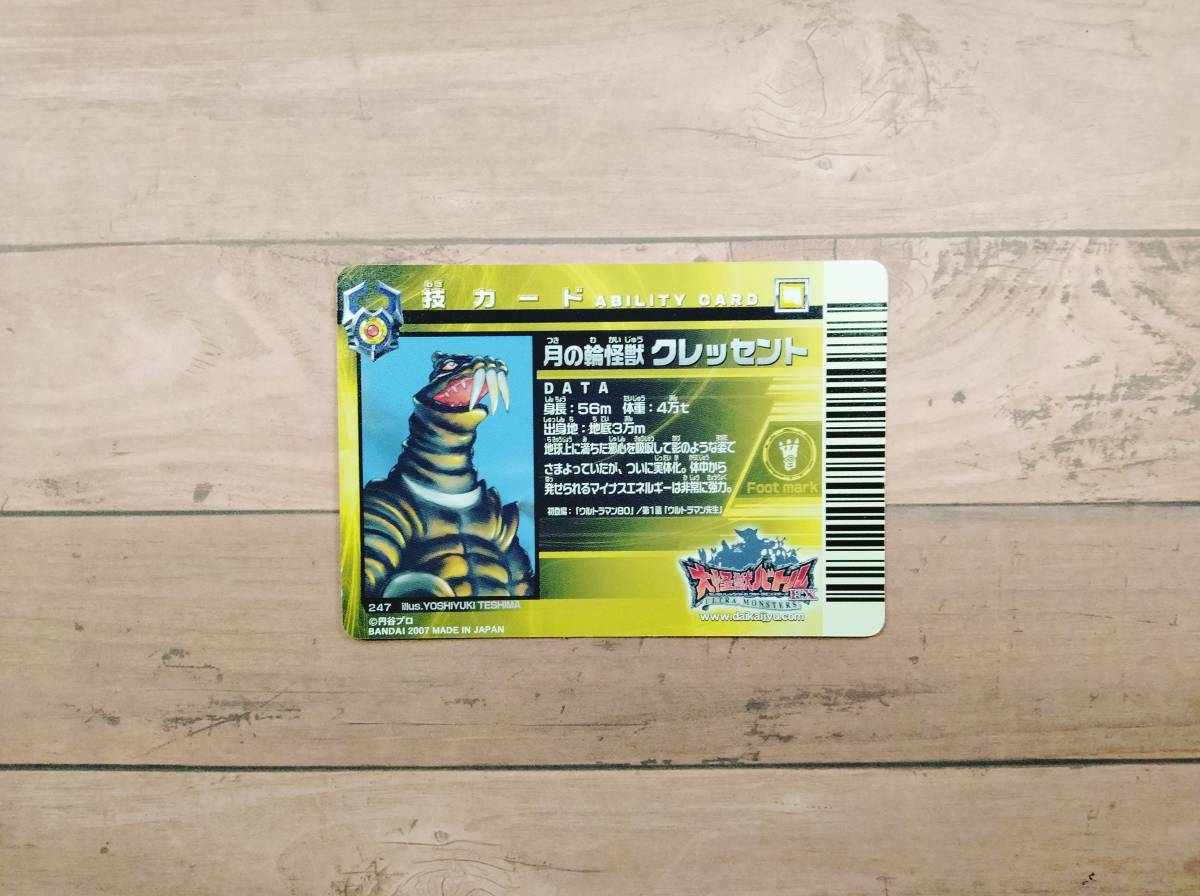 技カード ABILITY CARD
月の輪怪獣 クレッセント
DATA
身長：56m 体重：4万t
出身地：地底3万m
地球上に満ちた邪心を吸収して影のような姿で
さまよっていたが、ついに実体化。体中から
発せられるマイナスエネルギーは非常に強力。
初登場：「ウルトラマン80」／第1話「ウルトラマン先生」
Foot mark
大怪獣バトル
EX
ULTRA MONSTERS
www.daikaijyu.com
247 illus.YOSHIYUKI TESHIMA
©円谷プロ
BANDAI 2007 MADE IN JAPAN